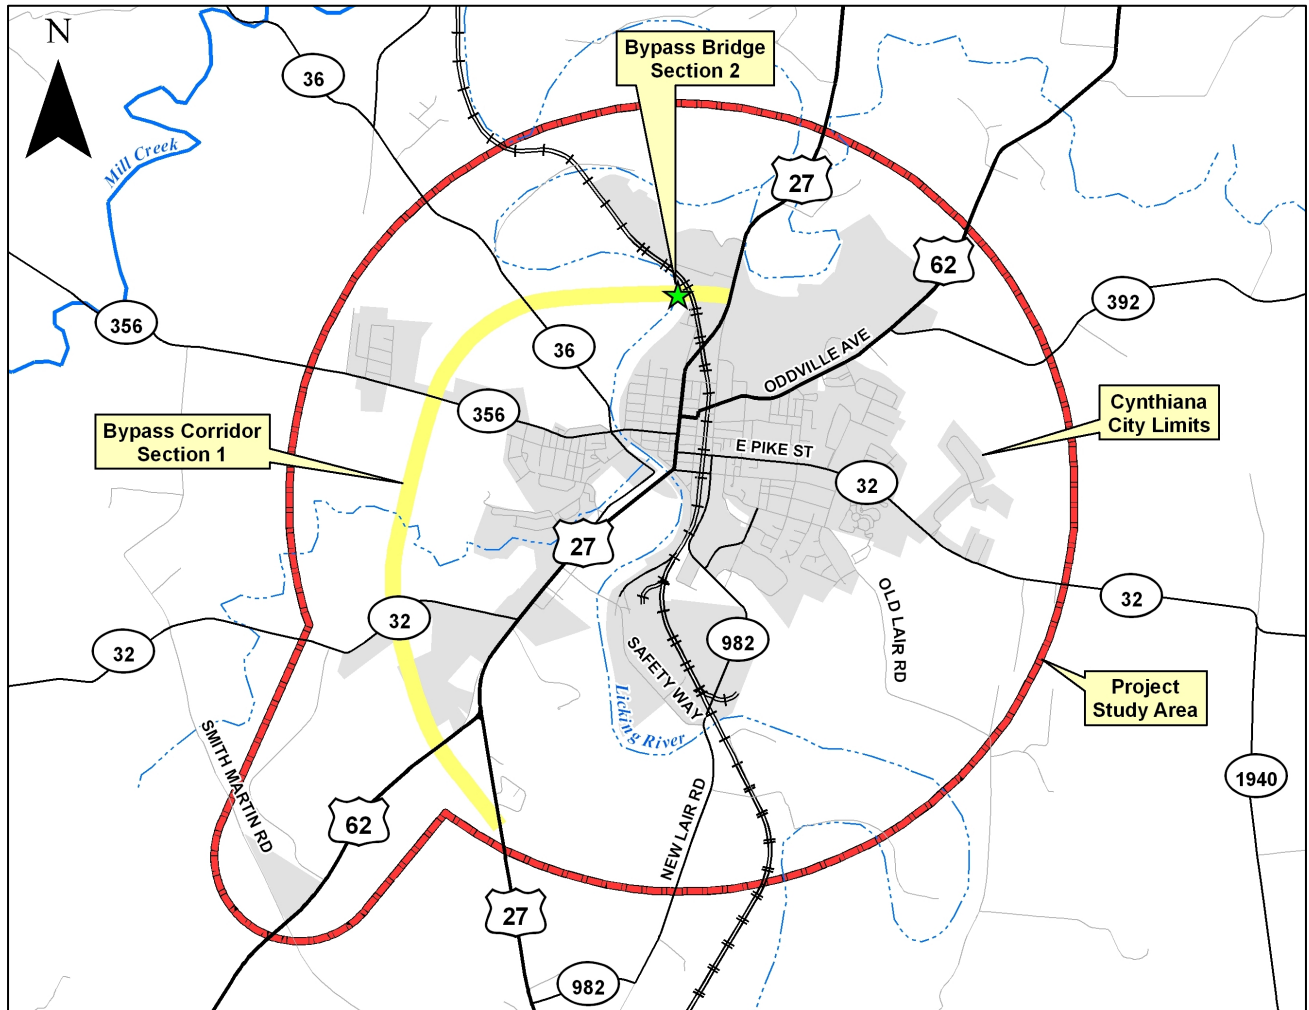 N
36
Bypass Bridge
Section 2
27
Mill Creek
62
392
356
36
ODDVILLE AVE
356
Cynthiana
City Limits
Bypass Corridor
Section 1
E PIKE ST
32
27
32
32
OLD LAIR RD
982
32
SAFETY WAY
Licking River
Project
Study Area
SMITH MARTIN RD
1940
62
NEW LAIR RD
27
982